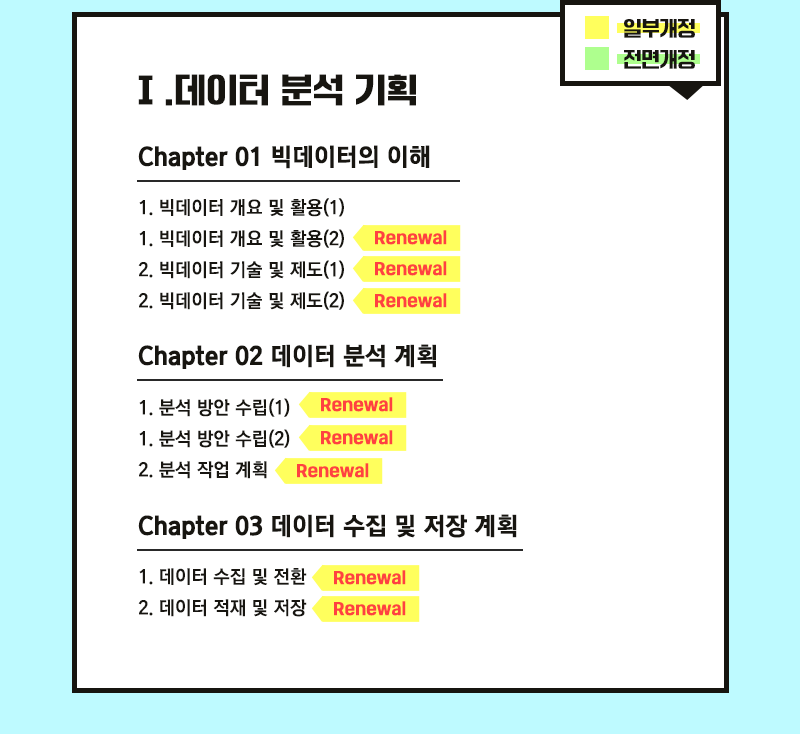 일부개정
전면개정
I .데이터 분석 기획
Chapter 01 빅데이터의 이해
1. 빅데이터 개요 및 활용(1)
1. 빅데이터 개요 및 활용(2) Renewal
2. 빅데이터 기술 및 제도(1) Renewal
2. 빅데이터 기술 및 제도(2) Renewal
Chapter 02 데이터 분석 계획
1. 분석 방안 수립(1) Renewal
1. 분석 방안 수립(2) Renewal
2. 분석 작업 계획 Renewal
Chapter 03 데이터 수집 및 저장 계획
1. 데이터 수집 및 전환 Renewal
2. 데이터 적재 및 저장 Renewal